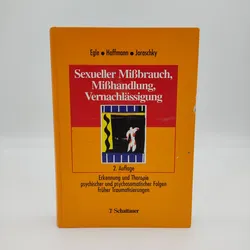 Egle ● Hoffmann ● Joraschky
Sexueller Mißbrauch,
Mißhandlung,
Vernachlässigung
2. Auflage
Erkennung und Therapie
psychischer und psychosomatischer Folgen
früher Traumatisierungen
Schattauer